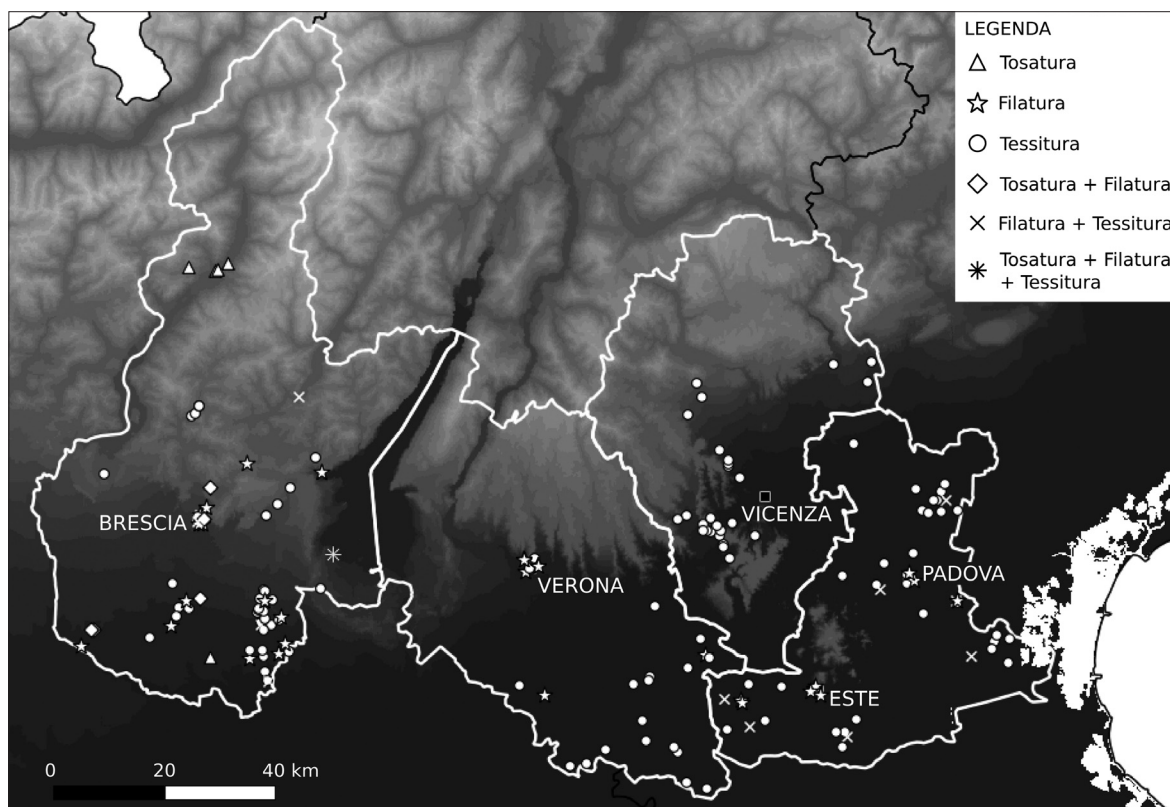 LEGENDA
Tosatura
Filatura
Tessitura
Tosatura + Filatura
Filatura + Tessitura
Tosatura + Filatura
+ Tessitura
BRESCIA
VICENZA
VERONA
PADOVA
ESTE
0 20 40 km